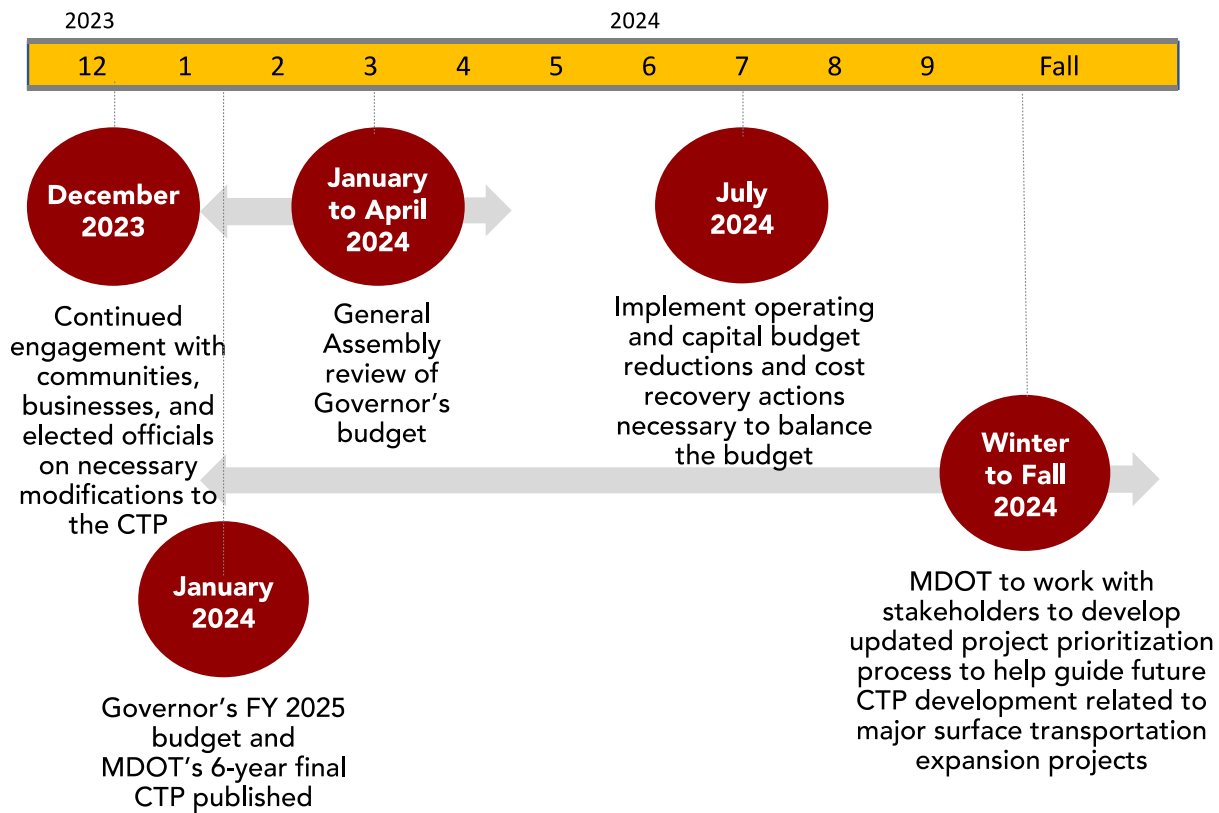 2023
2024
12 1 2 3 4 5 6 7 8 9 Fall
December
2023
Continued
engagement with
communities,
businesses, and
elected officials
on necessary
modifications to
the CTP
January
to April
2024
General
Assembly
review of
Governor's
budget
July
2024
Implement operating
and capital budget
reductions and cost
recovery actions
necessary to balance
the budget
January
2024
Governor's FY 2025
budget and
MDOT's 6-year final
CTP published
Winter
to Fall
2024
MDOT to work with
stakeholders to develop
updated project prioritization
process to help guide future
CTP development related to
major surface transportation
expansion projects